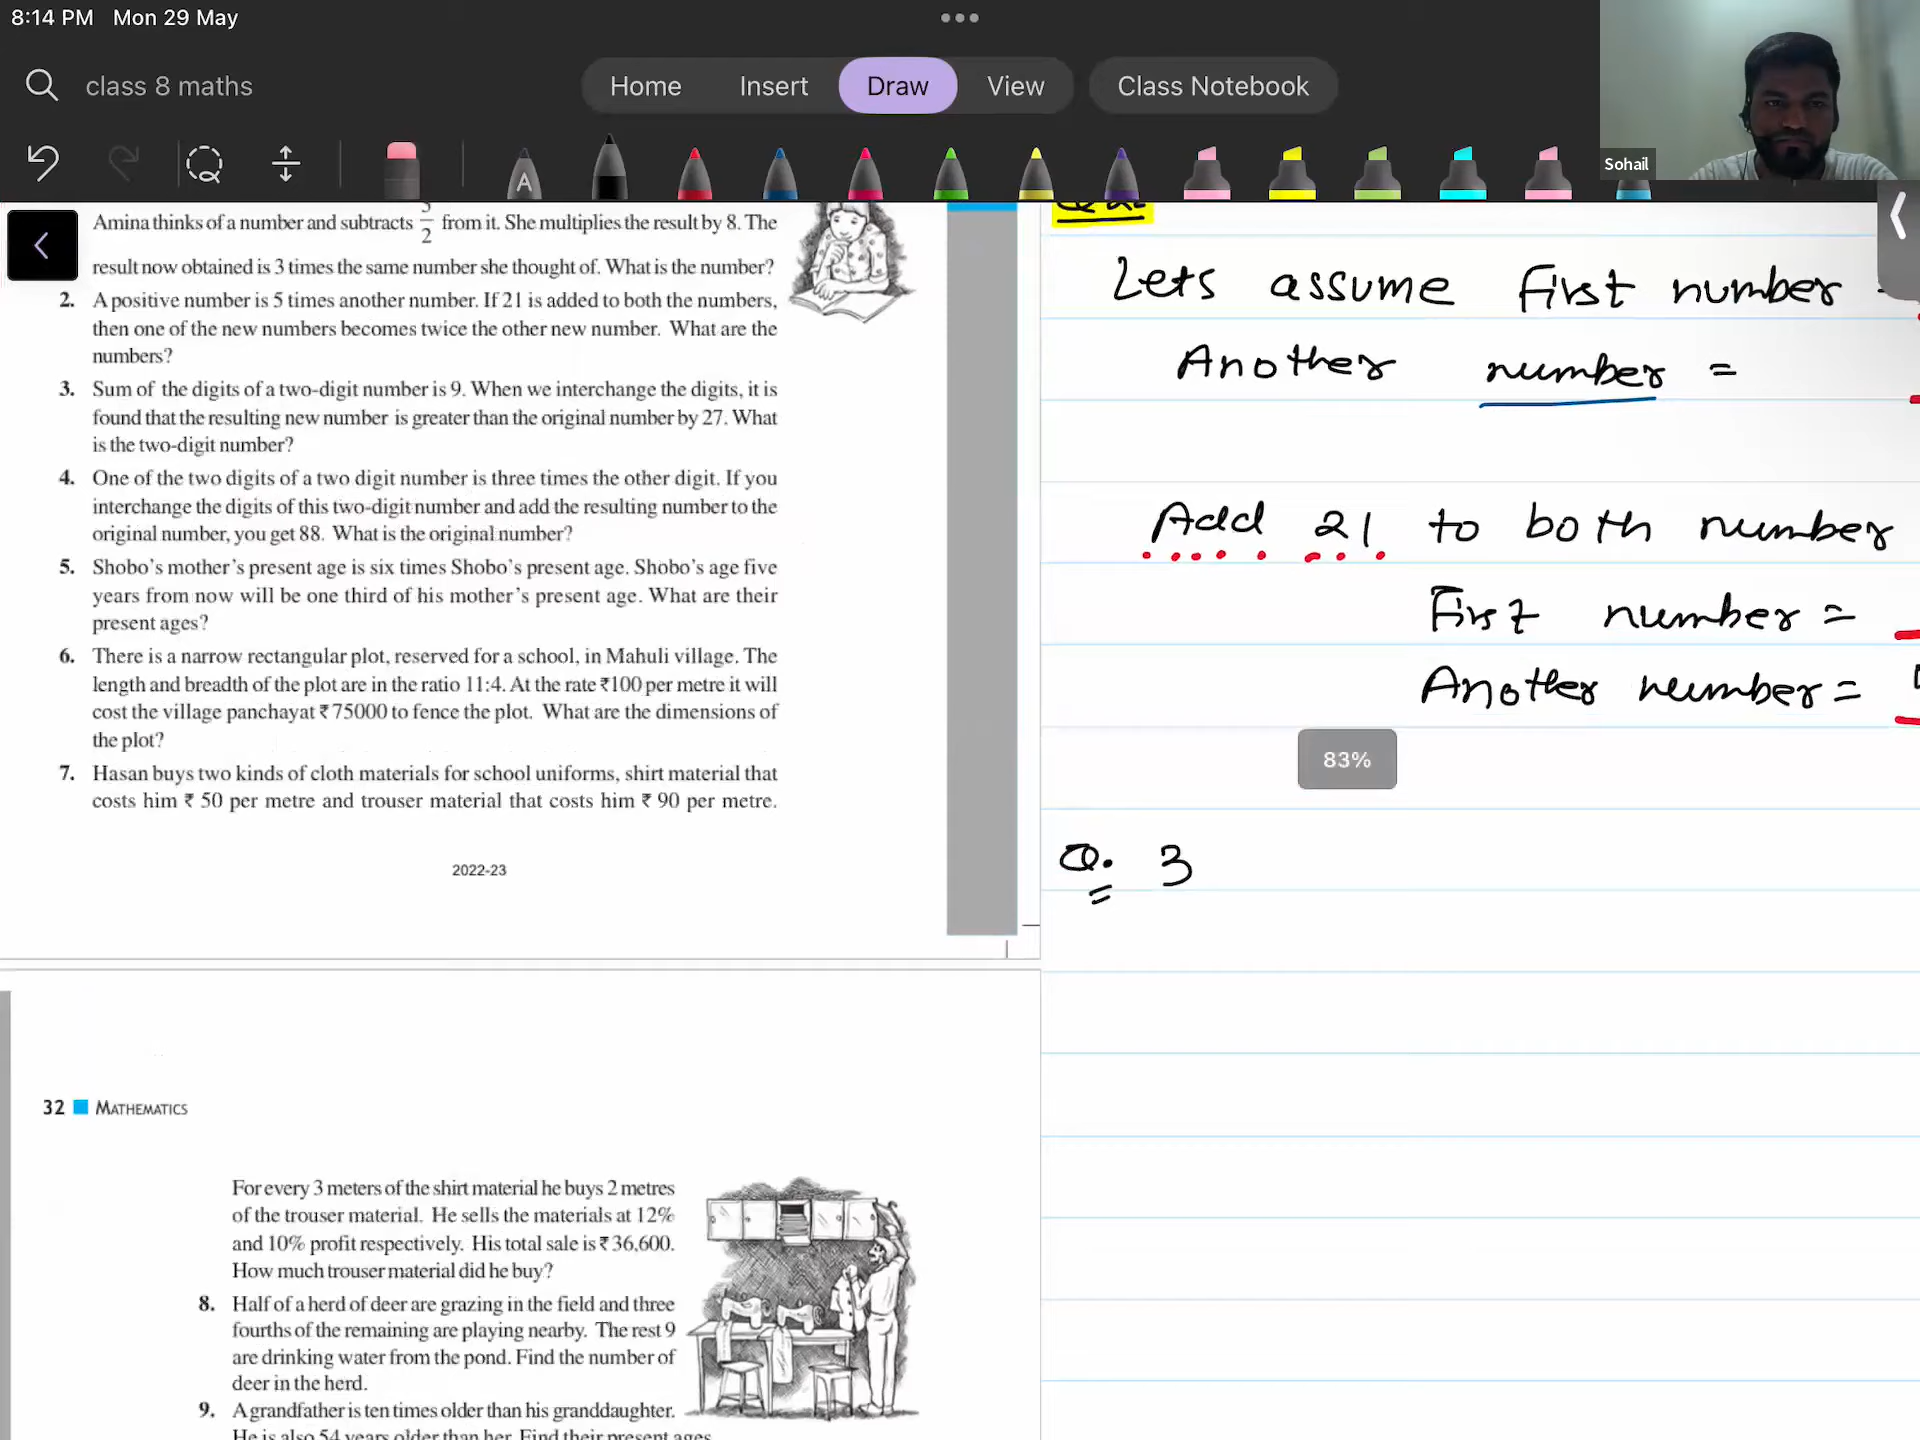 8:14 PM Mon 29 May
class 8 maths
Home
Insert
Draw
View
Class Notebook
A
Sohail
Amina thinks of a number and subtracts 5/2 from it. She multiplies the result by 8. The
result now obtained is 3 times the same number she thought of. What is the number?
2. A positive number is 5 times another number. If 21 is added to both the numbers,
then one of the new numbers becomes twice the other new number. What are the
numbers?
3. Sum of the digits of a two-digit number is 9. When we interchange the digits, it is
found that the resulting new number is greater than the original number by 27. What
is the two-digit number?
4. One of the two digits of a two digit number is three times the other digit. If you
interchange the digits of this two-digit number and add the resulting number to the
original number, you get 88. What is the original number?
5. Shobo's mother's present age is six times Shobo's present age. Shobo's age five
years from now will be one third of his mother's present age. What are their
present ages?
6. There is a narrow rectangular plot, reserved for a school, in Mahuli village. The
length and breadth of the plot are in the ratio 11:4. At the rate ₹100 per metre it will
cost the village panchayat ₹ 75000 to fence the plot. What are the dimensions of
the plot?
7. Hasan buys two kinds of cloth materials for school uniforms, shirt material that
costs him ₹ 50 per metre and trouser material that costs him ₹ 90 per metre.
2022-23
32 MATHEMATICS
For every 3 meters of the shirt material he buys 2 metres
of the trouser material. He sells the materials at 12%
and 10% profit respectively. His total sale is ₹ 36,600.
How much trouser material did he buy?
8. Half of a herd of deer are grazing in the field and three
fourths of the remaining are playing nearby. The rest 9
are drinking water from the pond. Find the number of
deer in the herd.
9. A grandfather is ten times older than his granddaughter.
He is also 54 years older than her. Find their present ages.
Lets assume First number
Another number =
Add 21 to both number
First number =
Another number =
83%
Q. 3